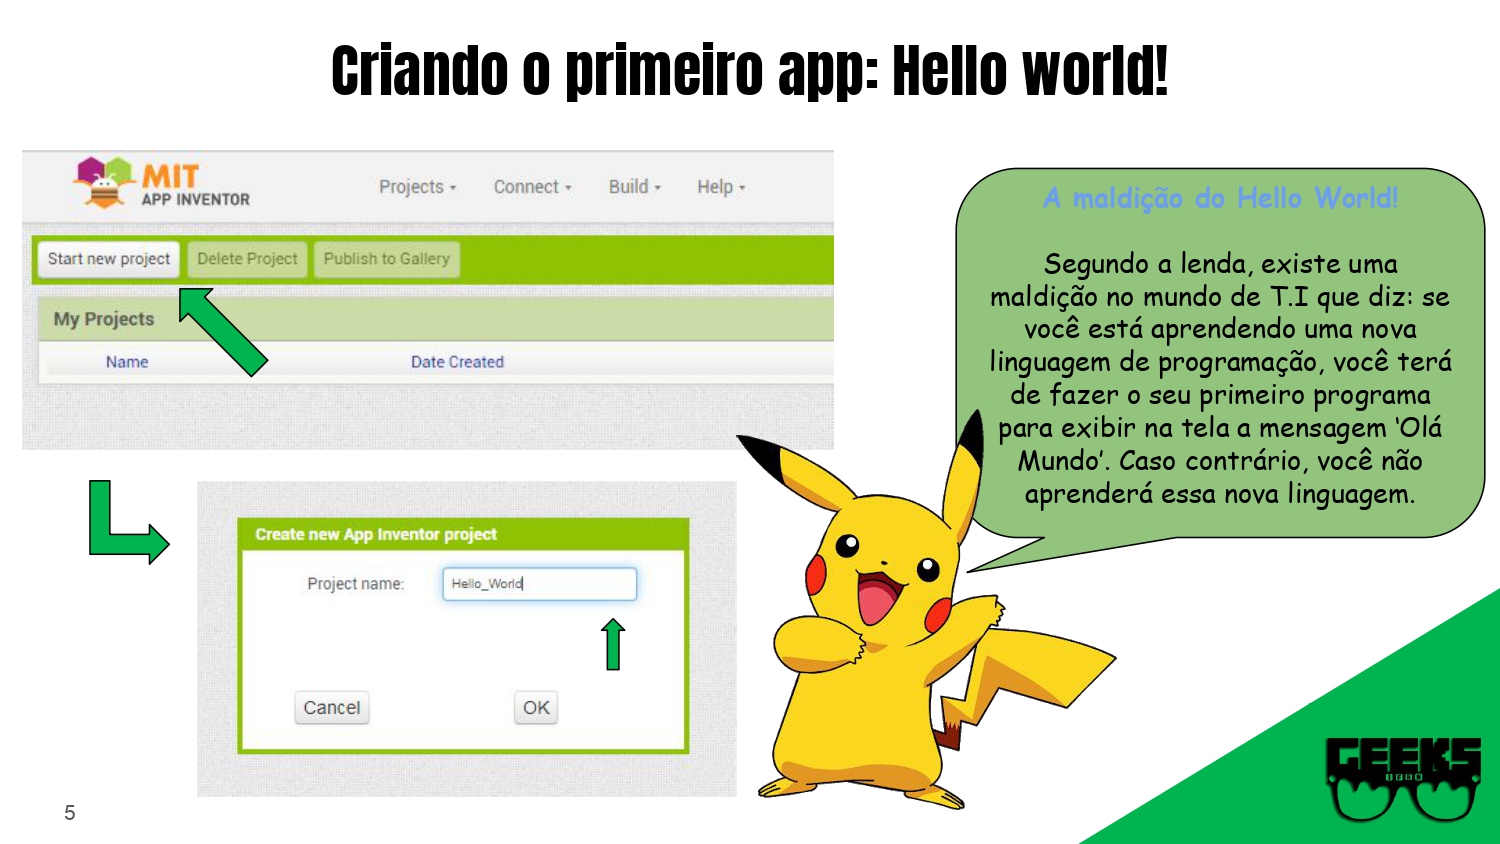 Criando o primeiro app: Hello world!
MIT
APP INVENTOR
Projects
Connect
Build
Help
Start new project
Delete Project
Publish to Gallery
My Projects
Name
Date Created
A maldição do Hello World!
Segundo a lenda, existe uma
maldição no mundo de T.I que diz: se
você está aprendendo uma nova
linguagem de programação, você terá
de fazer o seu primeiro programa
para exibir na tela a mensagem ‘Olá
Mundo’. Caso contrário, você não
aprenderá essa nova linguagem.
Create new App Inventor project
Project name:
Hello_World
Cancel
OK
GEEKS
5